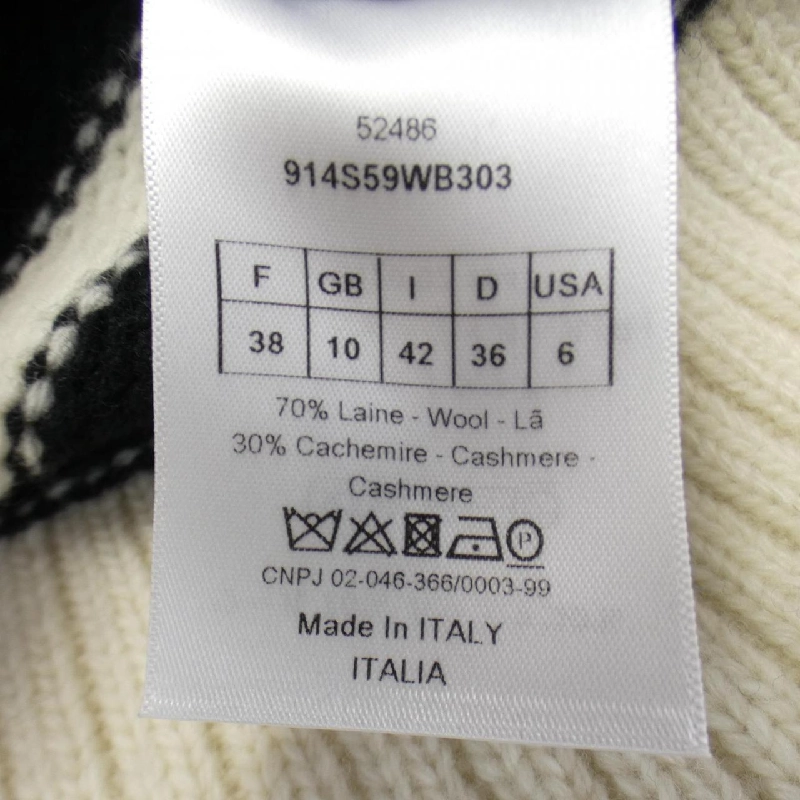 52486
914S59WB303
F GB I D USA
38 10 42 36 6
70% Laine - Wool - Lã
30% Cachemire - Cashmere -
Cashmere
P
CNPJ 02-046-366/0003-99
Made In ITALY
ITALIA